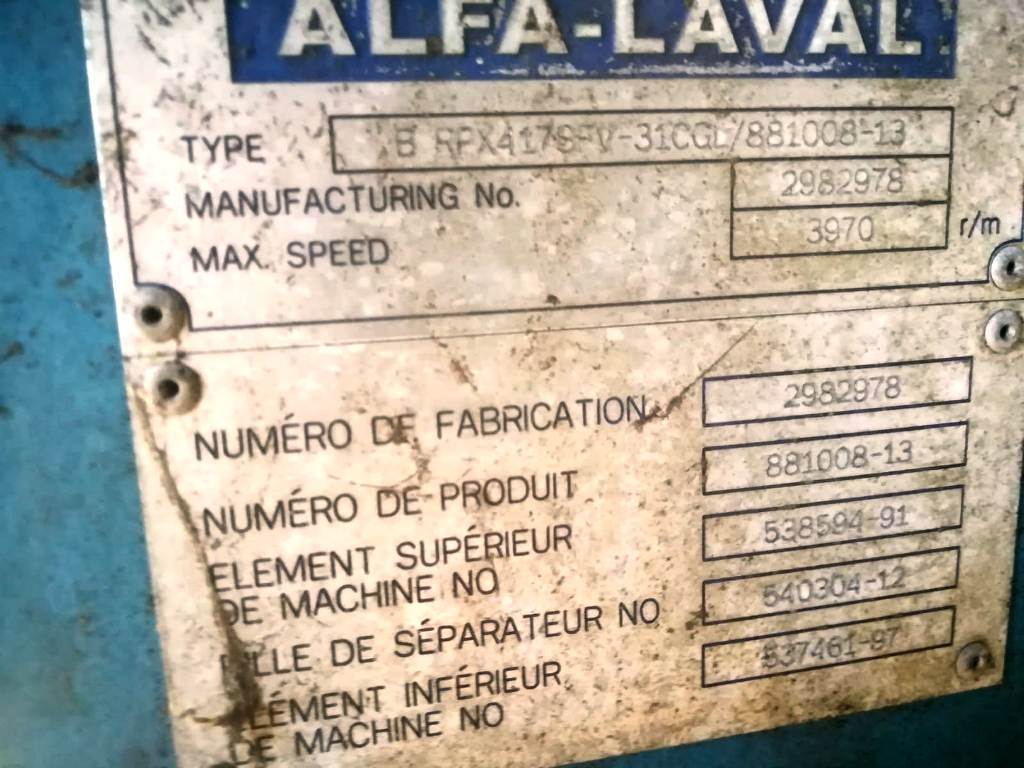 ALFA-LAVAL
TYPE B RPX417SFV-31CGL/881008-13
MANUFACTURING No. 2982978
MAX. SPEED 3970 r/m
NUMÉRO DE FABRICATION 2982978
NUMÉRO DE PRODUIT 881008-13
ELEMENT SUPÉRIEUR
DE MACHINE NO 538594-91
DE SÉPARATEUR NO 540304-12
ÉLÉMENT INFÉRIEUR
DE MACHINE NO 537461-97